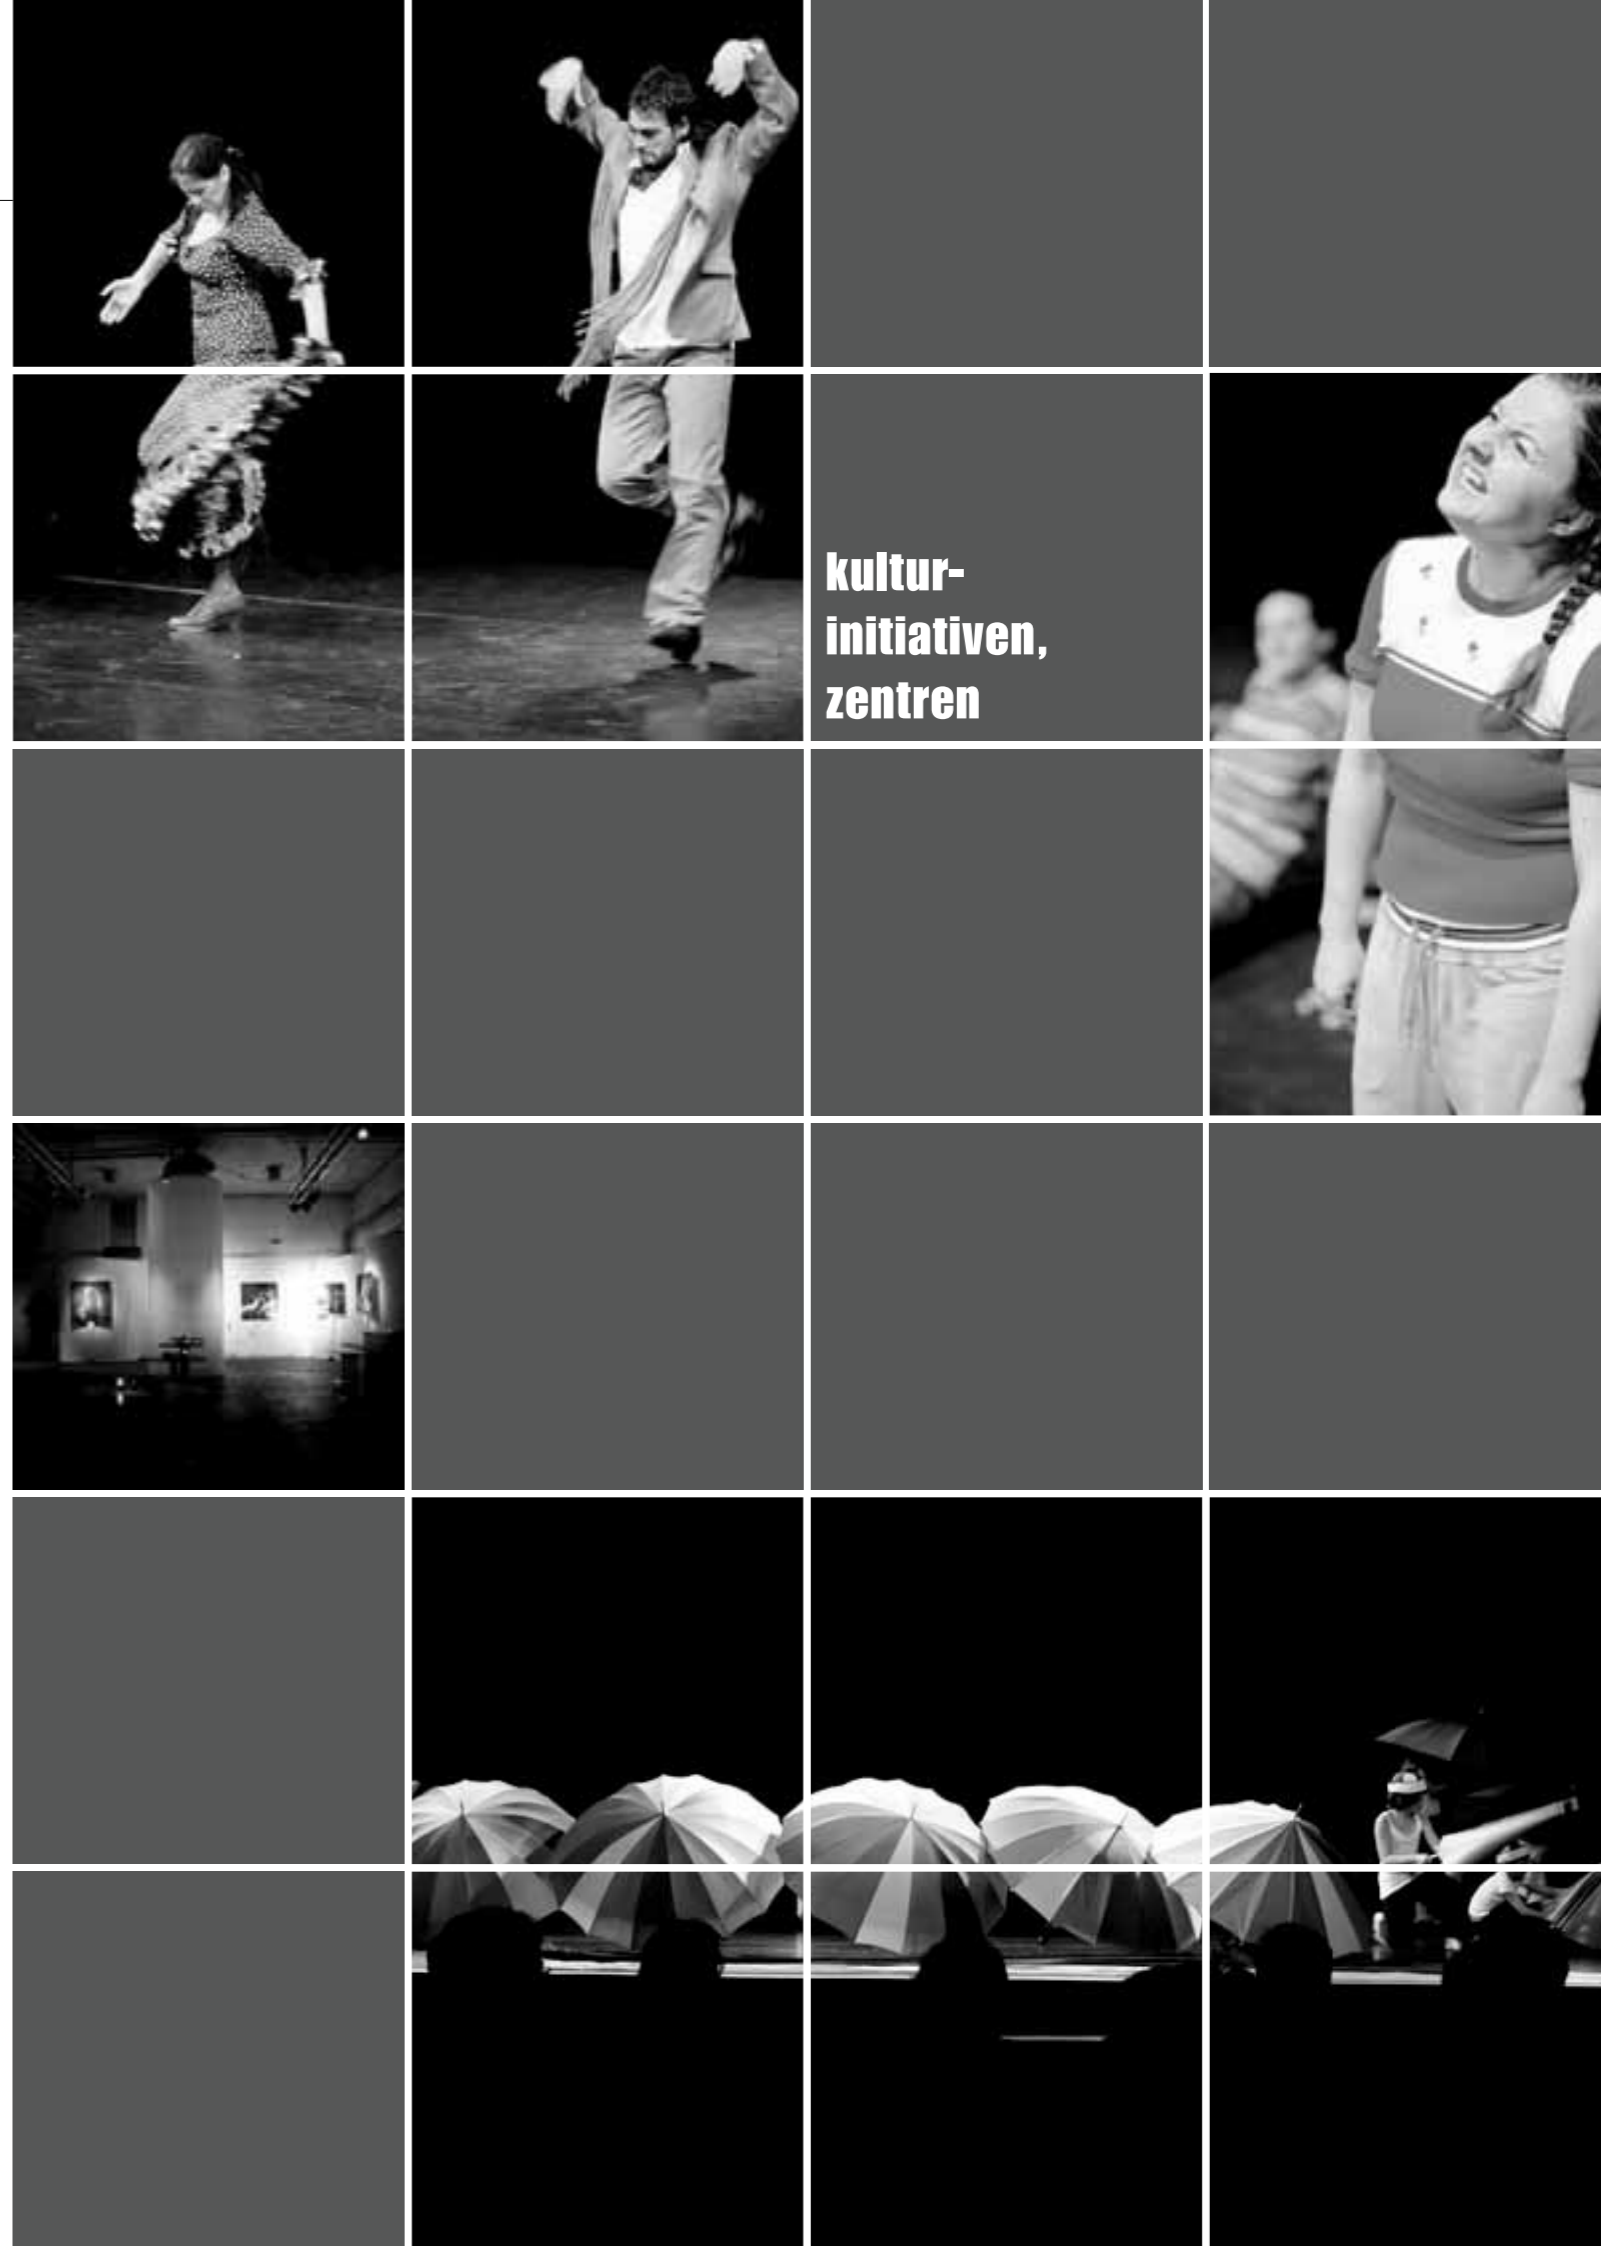 kultur-
initiativen,
zentren